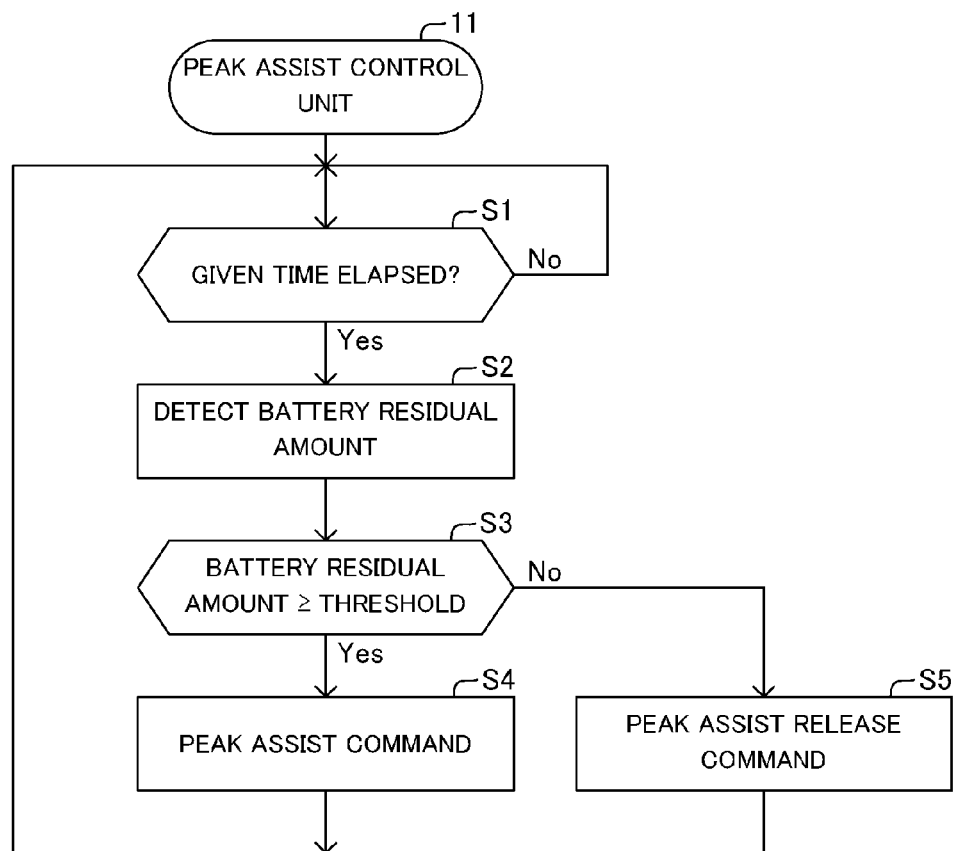 11
PEAK ASSIST CONTROL
UNIT
S1
GIVEN TIME ELAPSED?
No
Yes
S2
DETECT BATTERY RESIDUAL
AMOUNT
S3
BATTERY RESIDUAL
AMOUNT ≧ THRESHOLD
No
Yes
S4
PEAK ASSIST COMMAND
S5
PEAK ASSIST RELEASE
COMMAND